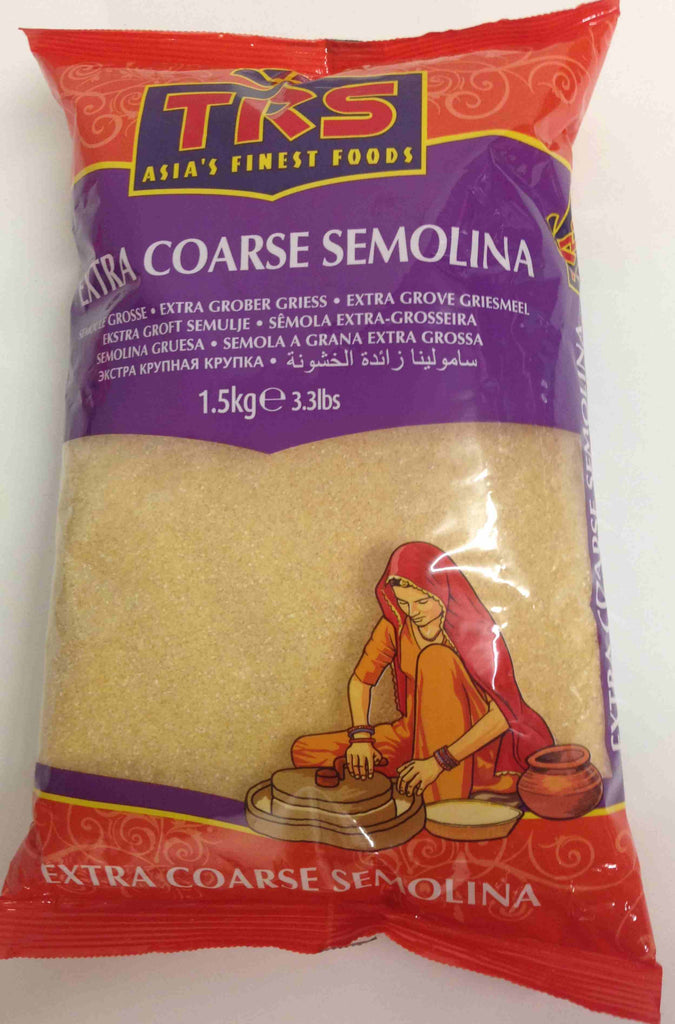 TRS
ASIA'S FINEST FOODS
EXTRA COARSE SEMOLINA
GROSSE • EXTRA GROBER GRIESS • EXTRA GROVE GRIESMEEL
EKSTRA GROFT SEMULJE • SÊMOLA EXTRA-GROSSEIRA
SEMOLINA GRUESA • SEMOLA A GRANA EXTRA GROSSA
ЭКСТРА КРУПНАЯ КРУПКА • سامولينا زائدة الخشونة
1.5kg℮ 3.3lbs
EXTRA COARSE SEMOLINA
EXTRA COARSE SEMOLINA